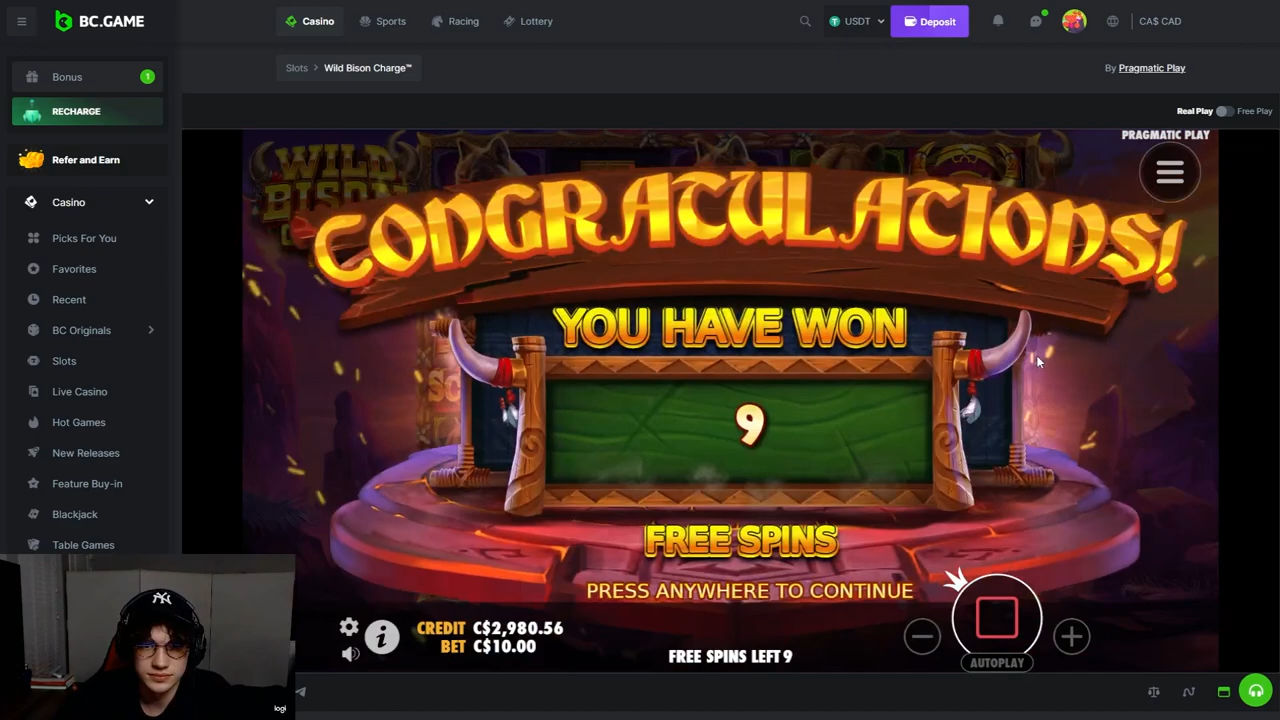 BC.GAME
Casino
Sports
Racing
Lottery
USDT
Deposit
CA$ CAD
Bonus
1
Slots > Wild Bison Charge™
By Pragmatic Play
RECHARGE
Real Play
Free Play
Refer and Earn
PRAGMATIC PLAY
WILD
BISON
CONGRATULATIONS!
Casino
Picks For You
Favorites
Recent
BC Originals
Slots
Live Casino
Hot Games
New Releases
Feature Buy-in
Blackjack
Table Games
YOU HAVE WON
9
FREE SPINS
PRESS ANYWHERE TO CONTINUE
CREDIT C$2,980.56
BET C$10.00
FREE SPINS LEFT 9
AUTOPLAY
logi